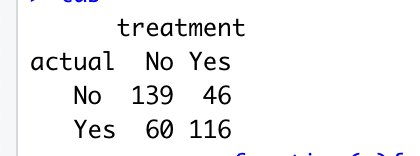 treatment
actual No Yes
No 139 46
Yes 60 116